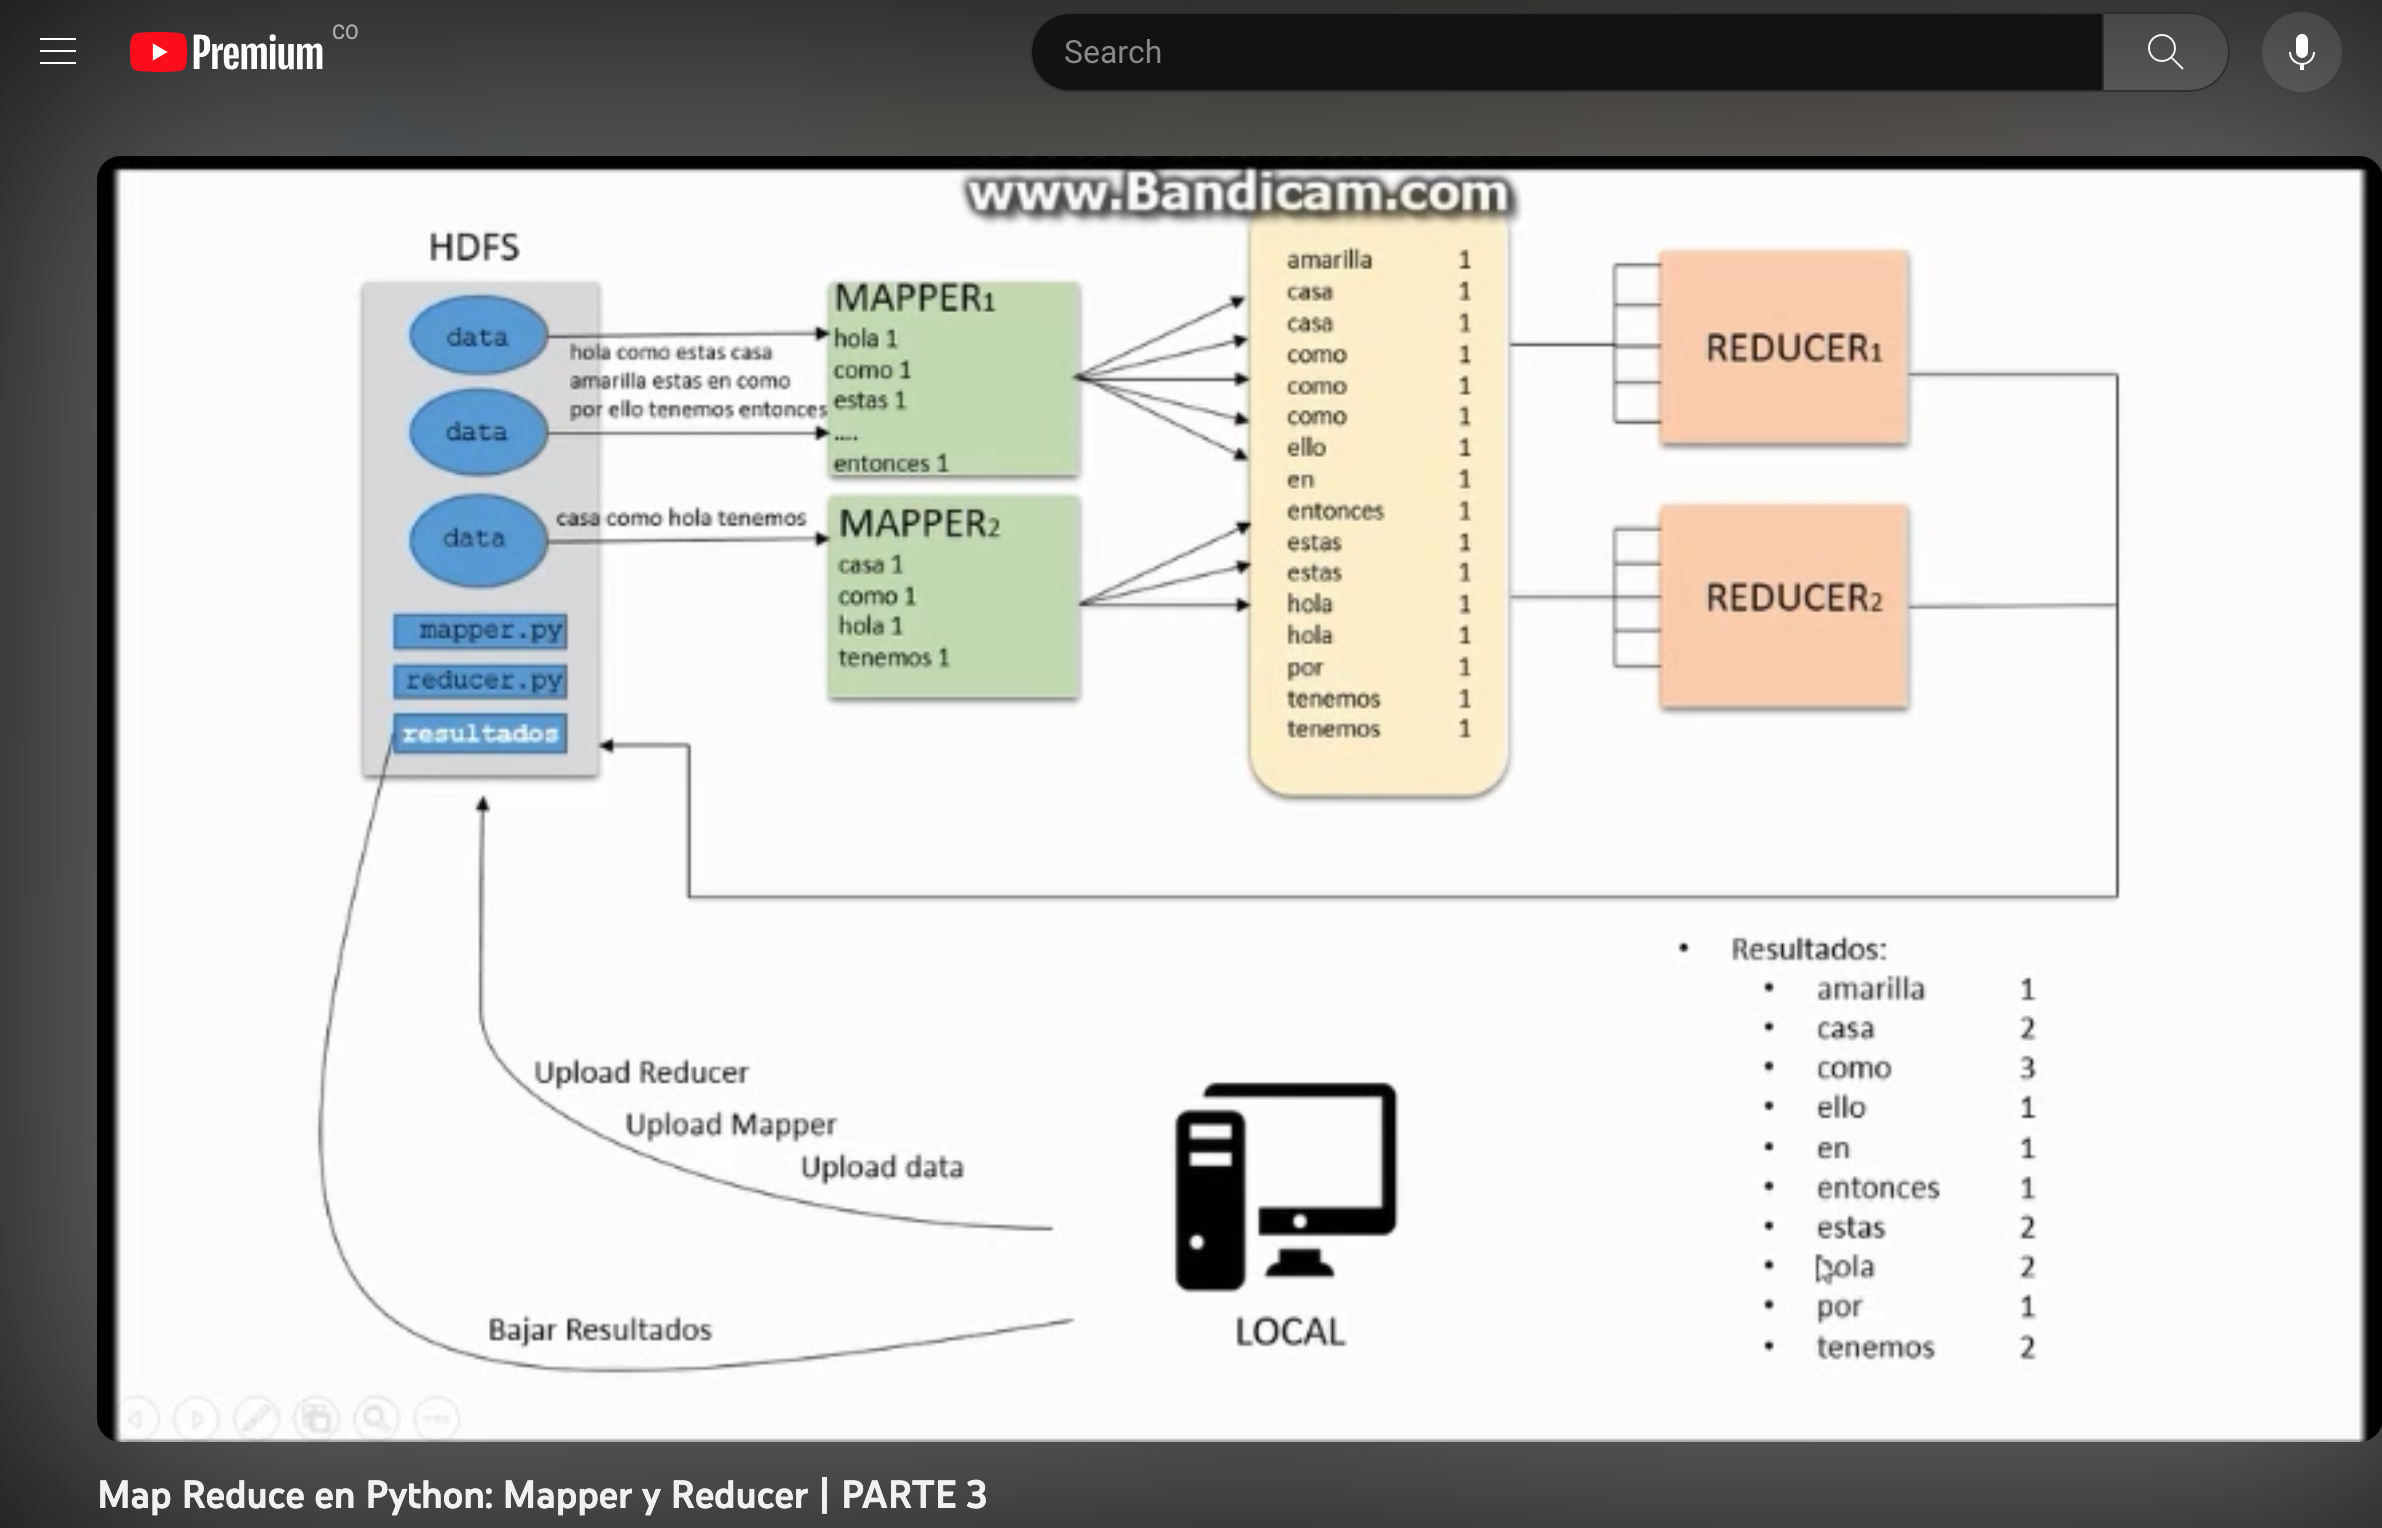 Premium CO
Search
www.Bandicam.com
HDFS
data
data
data
mapper.py
reducer.py
resultados
hola como estas casa
amarilla estas en como
por ello tenemos entonces
casa como hola tenemos
MAPPER1
hola 1
como 1
estas 1
....
entonces 1
MAPPER2
casa 1
como 1
hola 1
tenemos 1
amarilla 1
casa 1
casa 1
como 1
como 1
como 1
ello 1
en 1
entonces 1
estas 1
estas 1
hola 1
hola 1
por 1
tenemos 1
tenemos 1
REDUCER1
REDUCER2
Upload Reducer
Upload Mapper
Upload data
Bajar Resultados
LOCAL
• Resultados:
• amarilla 1
• casa 2
• como 3
• ello 1
• en 1
• entonces 1
• estas 2
• hola 2
• por 1
• tenemos 2
Map Reduce en Python: Mapper y Reducer | PARTE 3